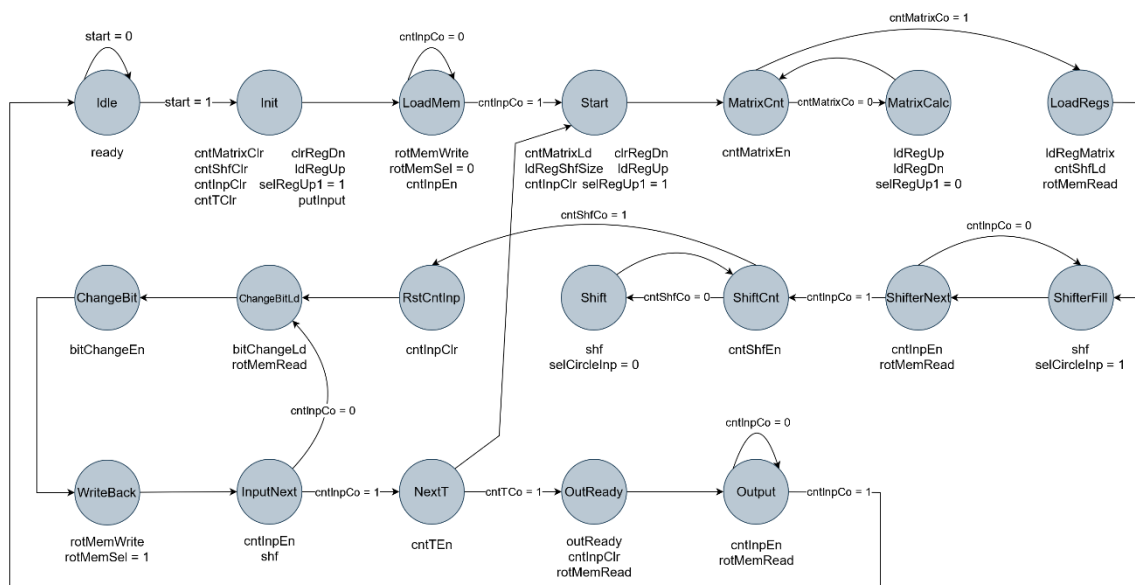 cntMatrixCo = 1
start = 0
cntInpCo = 0
Idle
start = 1
Init
LoadMem
cntInpCo = 1
Start
MatrixCnt
cntMatrixCo = 0
MatrixCalc
LoadRegs
ready
cntMatrixClr clrRegDn
cntShfClr ldRegUp
cntInpClr selRegUp1 = 1
cntTClr putInput
rotMemWrite
rotMemSel = 0
cntInpEn
cntMatrixLd clrRegDn
ldRegShfSize ldRegUp
cntInpClr selRegUp1 = 1
cntMatrixEn
ldRegUp
ldRegDn
selRegUp1 = 0
ldRegMatrix
cntShfLd
rotMemRead
cntShfCo = 1
cntInpCo = 0
ChangeBit
ChangeBitLd
RstCntInp
Shift
cntShfCo = 0
ShiftCnt
cntInpCo = 1
ShifterNext
ShifterFill
bitChangeEn
bitChangeLd
rotMemRead
cntInpClr
shf
selCircleInp = 0
cntShfEn
cntInpEn
rotMemRead
shf
selCircleInp = 1
cntInpCo = 0
cntInpCo = 0
WriteBack
InputNext
cntInpCo = 1
NextT
cntTCo = 1
OutReady
Output
cntInpCo = 1
rotMemWrite
rotMemSel = 1
cntInpEn
shf
cntTEn
outReady
cntInpClr
rotMemRead
cntInpEn
rotMemRead